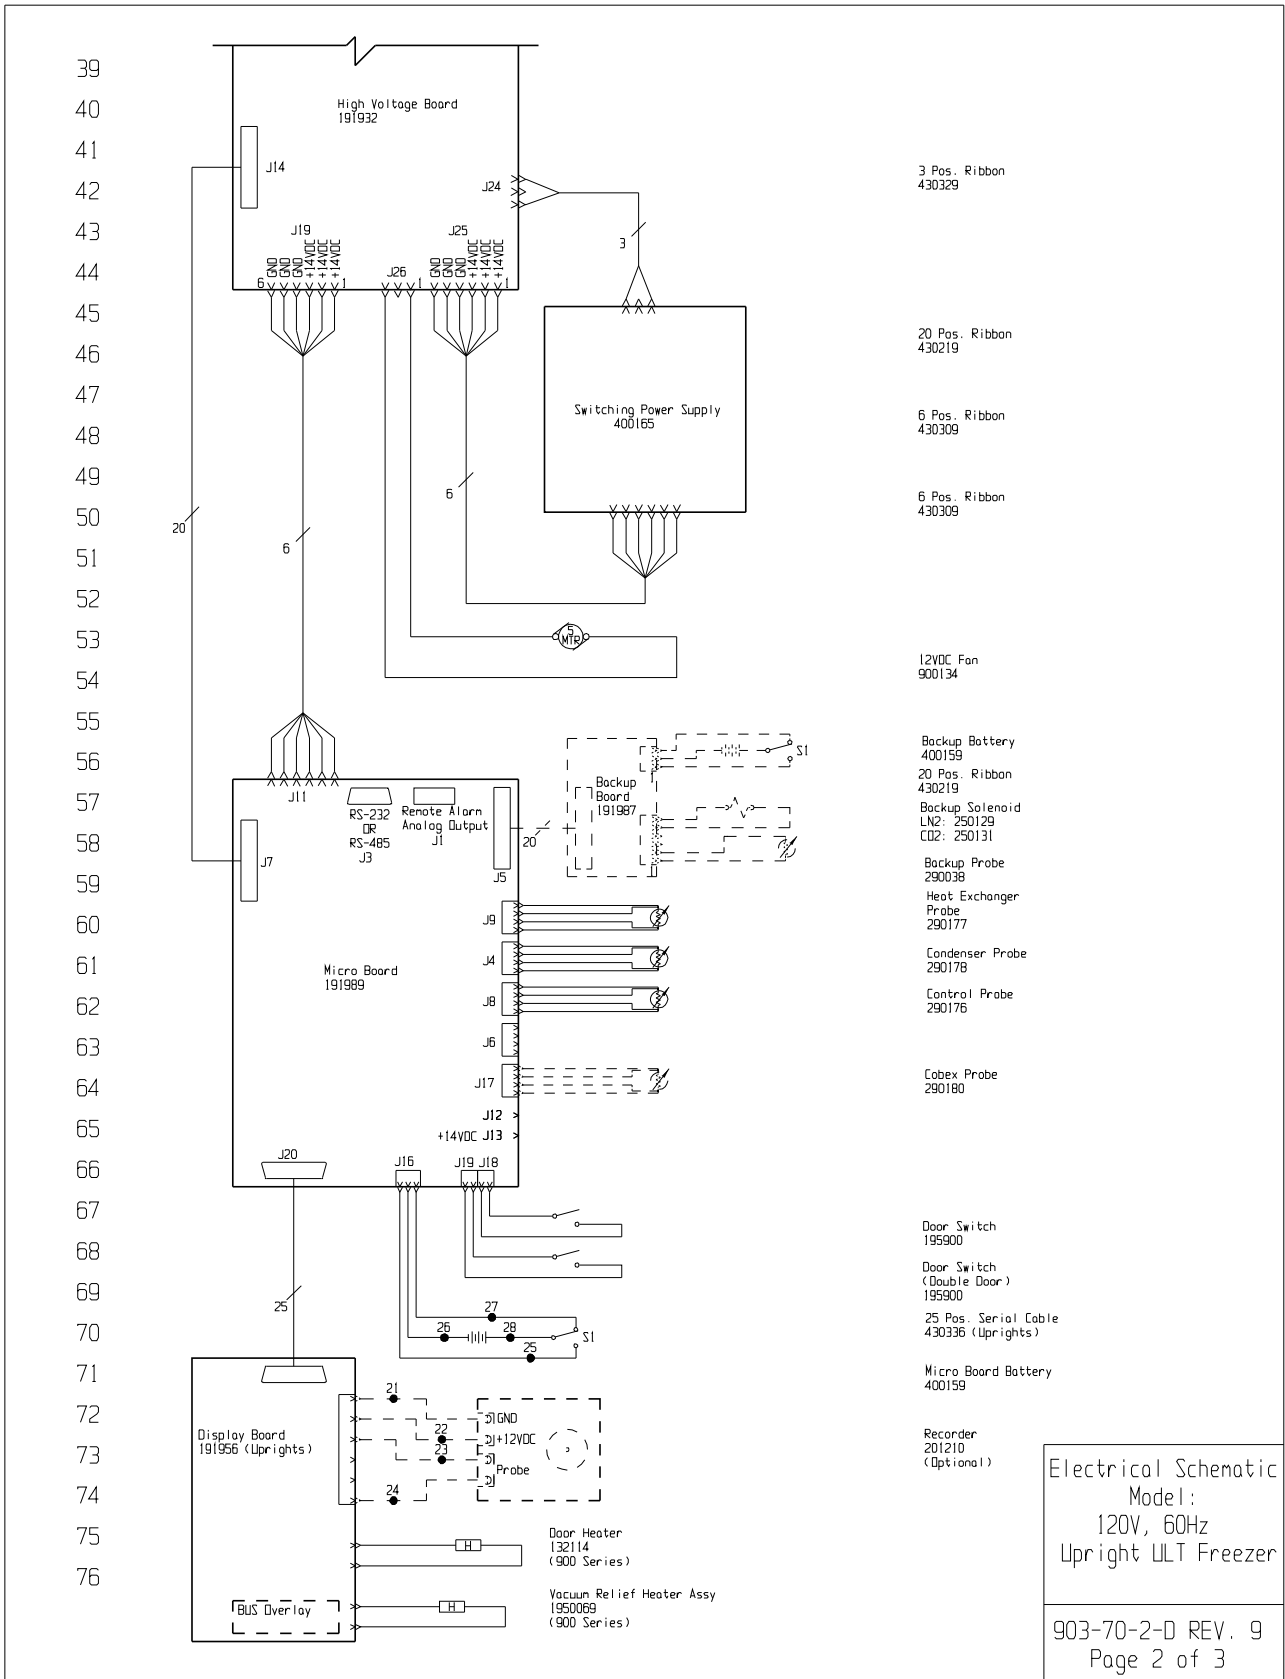 39
40
41
42
43
44
45
46
47
48
49
50
51
52
53
54
55
56
57
58
59
60
61
62
63
64
65
66
67
68
69
70
71
72
73
74
75
76
High Voltage Board
191932
J14
J24
J19
J25
GND
GND
GND
+14VDC
+14VDC
+14VDC
6
1
J26
1
GND
GND
GND
+14VDC
+14VDC
+14VDC
1
3
Switching Power Supply
400165
6
20
6
5
MTR
J11
RS-232
OR
RS-485
J3
Remote Alarm
Analog Output
J1
J5
J7
20
Backup
Board
191987
S1
J9
J4
Micro Board
191989
J8
J6
J17
J12
+14VDC J13
J20
J16
J19
J18
25
27
26
28
S1
25
21
22
23
24
Display Board
191956 (Uprights)
GND
+12VDC
Probe
Door Heater
132114
(900 Series)
BUS Overlay
Vacuum Relief Heater Assy
1950069
(900 Series)
H
H
3 Pos. Ribbon
430329
20 Pos. Ribbon
430219
6 Pos. Ribbon
430309
6 Pos. Ribbon
430309
12VDC Fan
900134
Backup Battery
400159
20 Pos. Ribbon
430219
Backup Solenoid
LN2: 250129
CO2: 250131
Backup Probe
290038
Heat Exchanger
Probe
290177
Condenser Probe
290178
Control Probe
290176
Cobex Probe
290180
Door Switch
195900
Door Switch
(Double Door)
195900
25 Pos. Serial Cable
430336 (Uprights)
Micro Board Battery
400159
Recorder
201210
(Optional)
Electrical Schematic
Model:
120V, 60Hz
Upright ULT Freezer
903-70-2-D REV. 9
Page 2 of 3